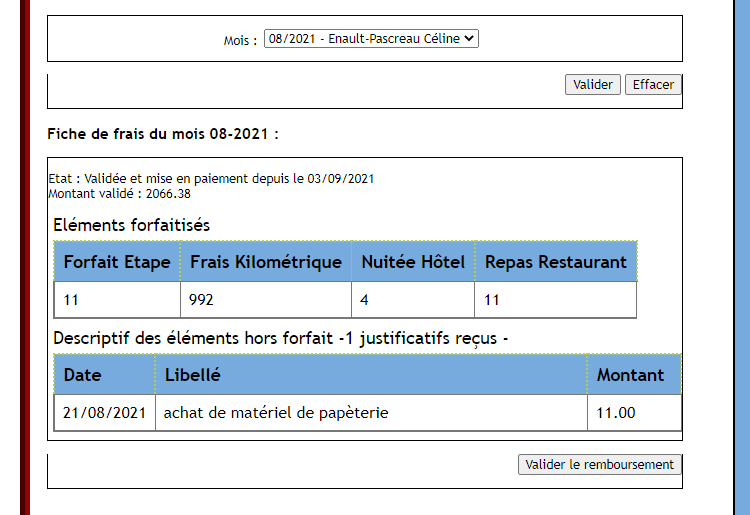 Mois : 08/2021 - Enault-Pascreau Céline
Valider Effacer
Fiche de frais du mois 08-2021 :
Etat : Validée et mise en paiement depuis le 03/09/2021
Montant validé : 2066.38
Eléments forfaitisés
Forfait Etape Frais Kilométrique Nuitée Hôtel Repas Restaurant
11 992 4 11
Descriptif des éléments hors forfait -1 justificatifs reçus -
Date Libellé Montant
21/08/2021 achat de matériel de papèterie 11.00
Valider le remboursement